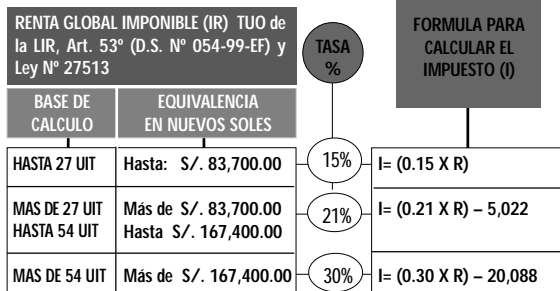 RENTA GLOBAL IMPONIBLE (IR) TUO de
la LIR, Art. 53º (D.S. Nº 054-99-EF) y
Ley Nº 27513
TASA
%
FORMULA PARA
CALCULAR EL
IMPUESTO (I)
BASE DE
CALCULO
EQUIVALENCIA
EN NUEVOS SOLES
HASTA 27 UIT
Hasta: S/. 83,700.00
15%
I= (0.15 X R)
MAS DE 27 UIT
HASTA 54 UIT
Más de S/. 83,700.00
Hasta S/. 167,400.00
21%
I= (0.21 X R) – 5,022
MAS DE 54 UIT
Más de S/. 167,400.00
30%
I= (0.30 X R) – 20,088